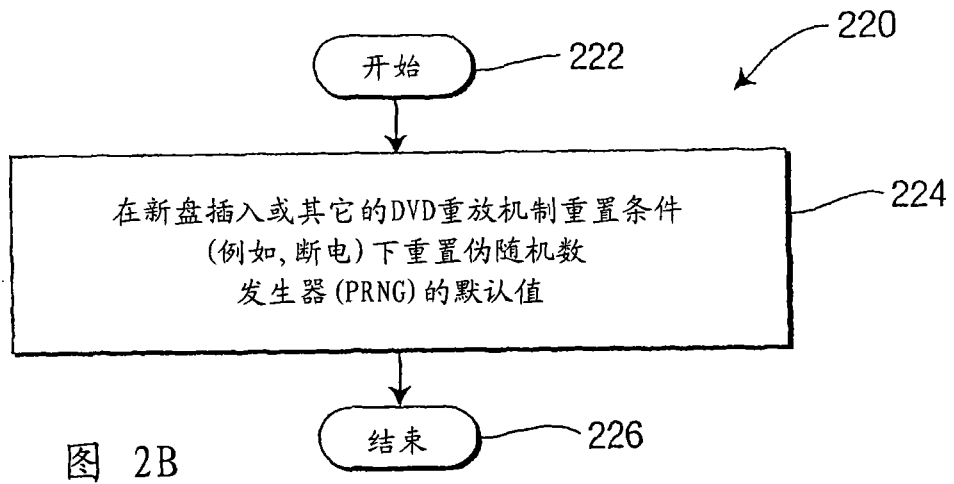 220
开始
222
在新盘插入或其它的DVD重放机制重置条件
(例如,断电)下重置伪随机数
发生器(PRNG)的默认值
224
结束
226
图 2B